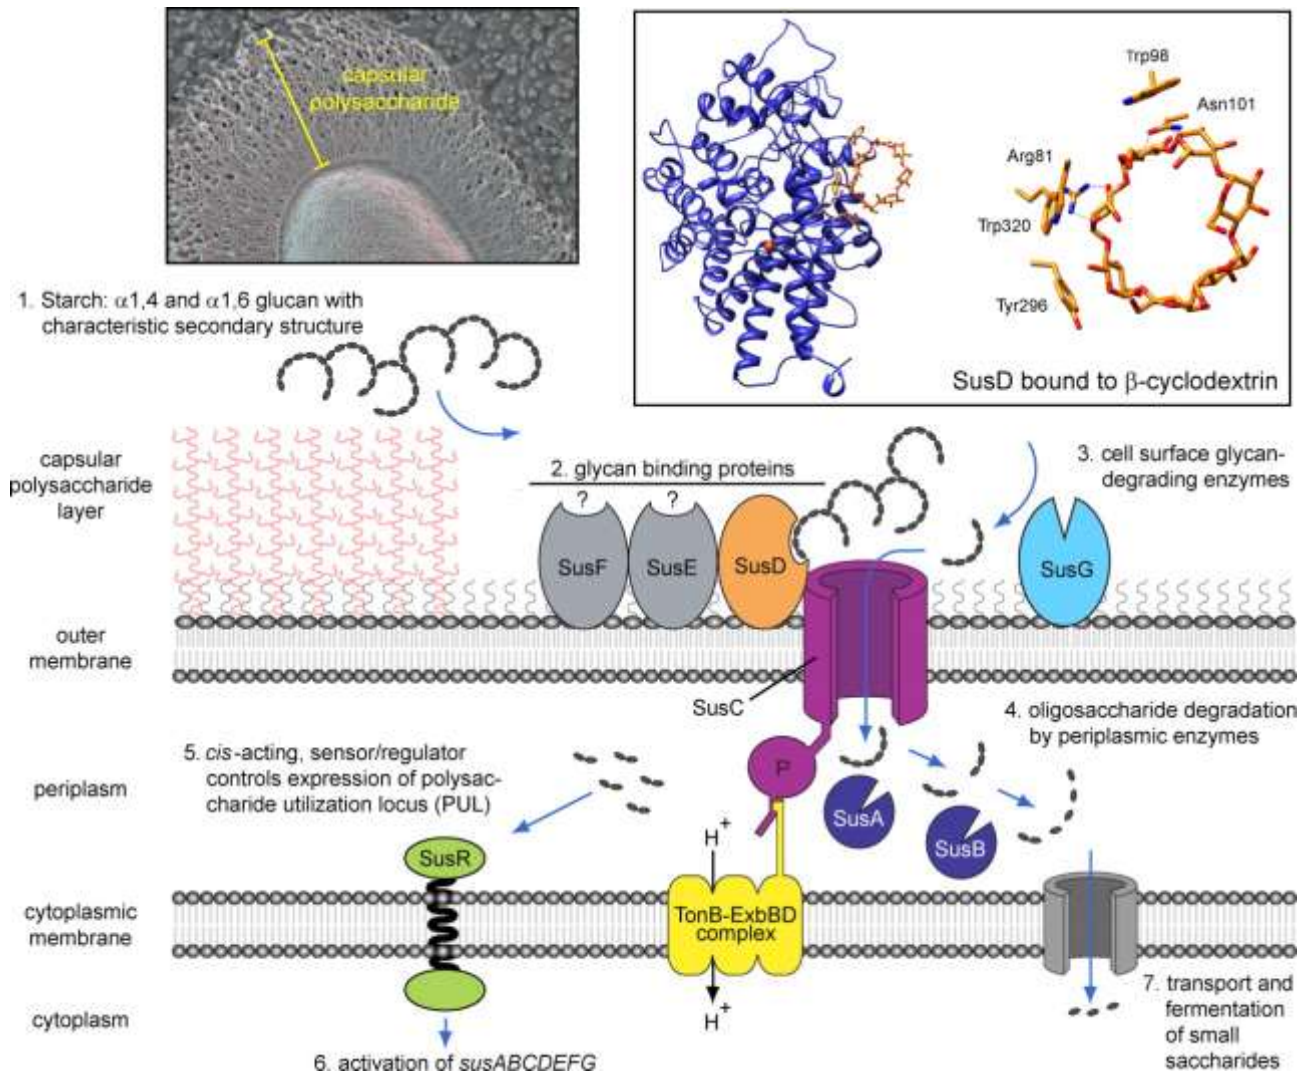 capsular
polysaccharide
Trp98
Asn101
Arg81
Trp320
Tyr296
SusD bound to β-cyclodextrin
1. Starch: α1,4 and α1,6 glucan with
characteristic secondary structure
capsular
polysaccharide
layer
2. glycan binding proteins
3. cell surface glycan-
degrading enzymes
?
?
SusF
SusE
SusD
SusG
outer
membrane
SusC
4. oligosaccharide degradation
by periplasmic enzymes
5. cis-acting, sensor/regulator
controls expression of polysac-
charide utilization locus (PUL)
periplasm
P
SusA
SusB
H+
SusR
cytoplasmic
membrane
TonB-ExbBD
complex
H+
cytoplasm
6. activation of susABCDEFG
7. transport and
fermentation
of small
saccharides